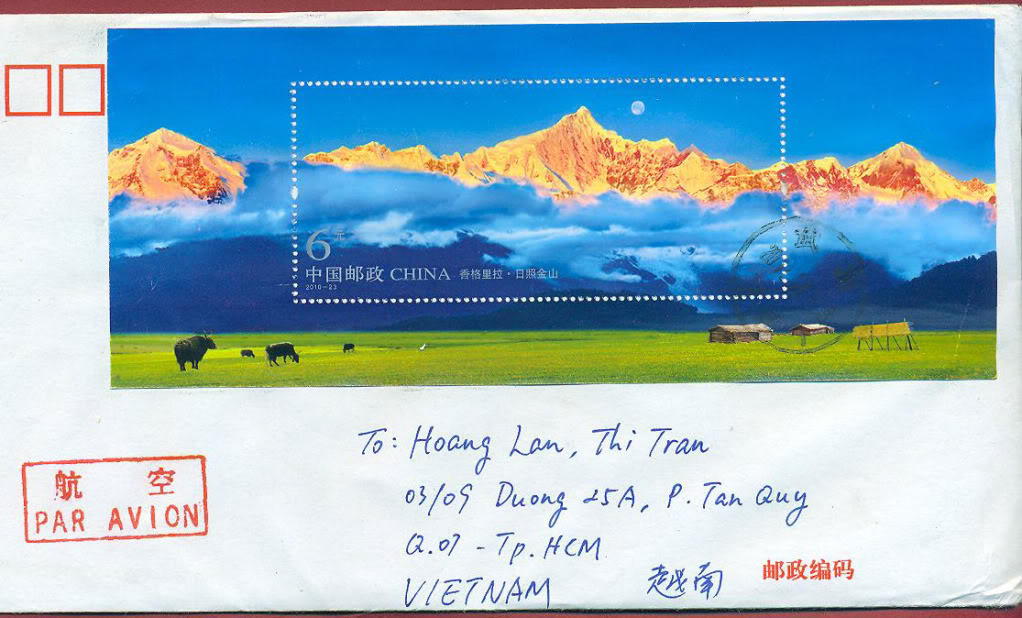 6元
中国邮政 CHINA 香格里拉·日照金山
2010-23
To: Hoang Lan, Thi Tran
03/09 Duong 25A, P. Tan Quy
Q.07 - Tp. HCM
VIETNAM 越南
航 空
PAR AVION
邮政编码